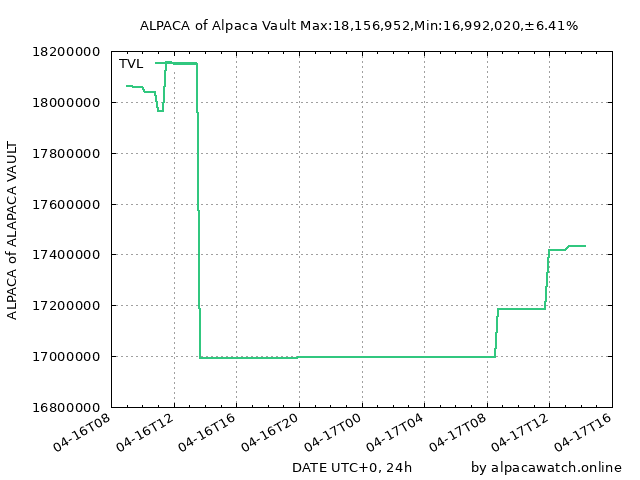 ALPACA of Alpaca Vault Max:18,156,952,Min:16,992,020,±6.41%
TVL
18200000
18000000
17800000
17600000
17400000
17200000
17000000
16800000
ALPACA of ALAPACA VAULT
04-16T08
04-16T12
04-16T16
04-16T20
04-17T00
04-17T04
04-17T08
04-17T12
04-17T16
DATE UTC+0, 24h
by alpacawatch.online